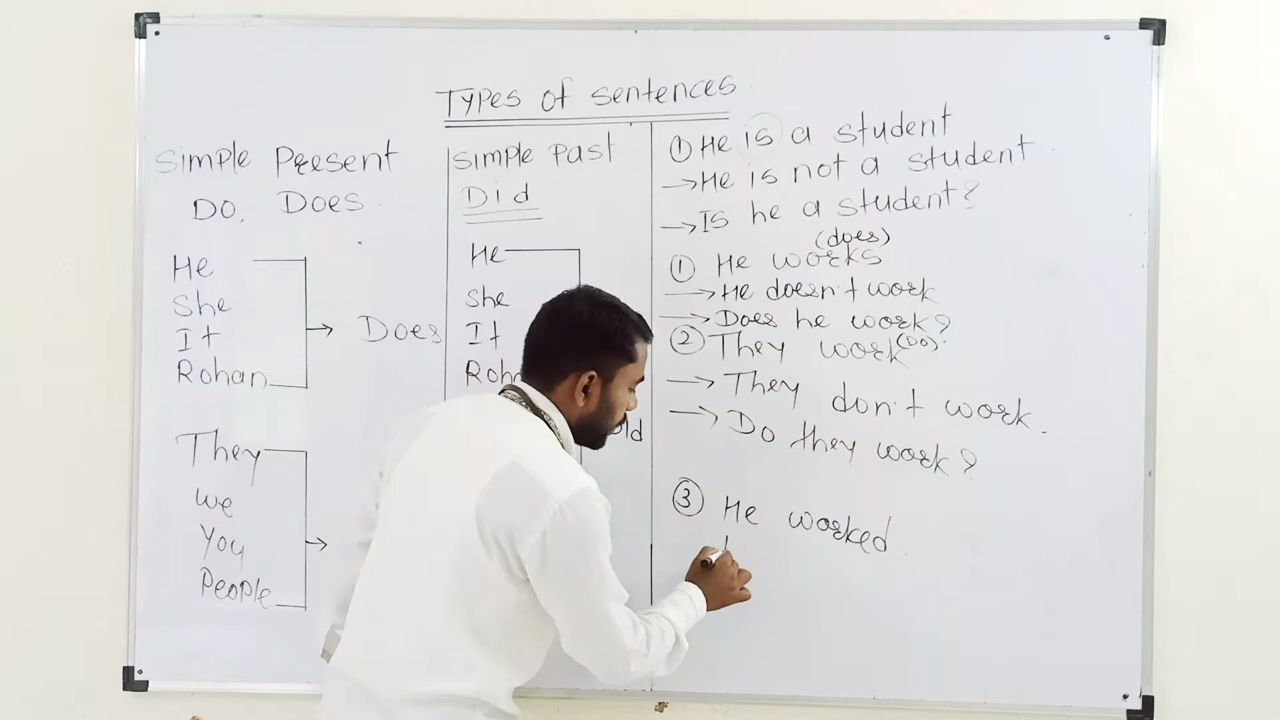 Types of sentences
Simple Present
Do, Does
He
She
It
Rohan
Does
They
We
You
People
Simple Past
Did
He
She
It
① He is a student
→ He is not a student
→ Is he a student?
(does)
① He works
→ He doesn't work
→ Does he work?
② They work (Do)
→ They don't work.
→ Do they work?
③ He worked